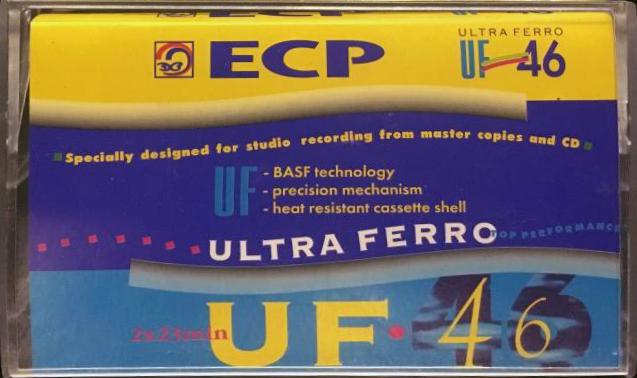 ECP
ULTRA FERRO
UF 46
Specially designed for studio recording from master copies and CD
UF
- BASF technology
- precision mechanism
- heat resistant cassette shell
ULTRA FERRO
TOP PERFORMANCE
2x23min
UF·46
46